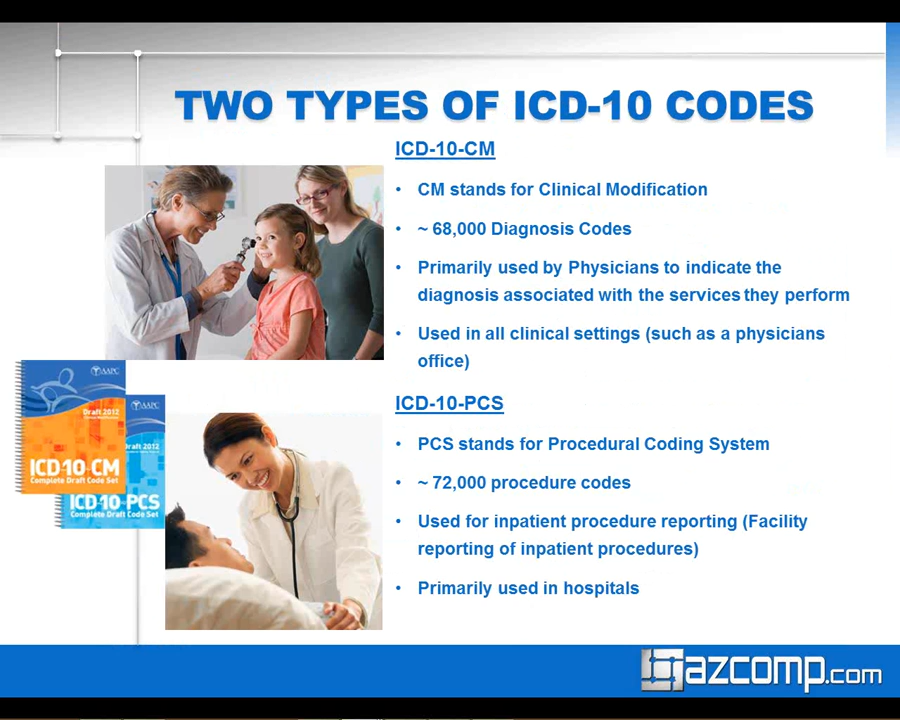 TWO TYPES OF ICD-10 CODES
ICD-10-CM
• CM stands for Clinical Modification
• ~ 68,000 Diagnosis Codes
• Primarily used by Physicians to indicate the
diagnosis associated with the services they perform
• Used in all clinical settings (such as a physicians
office)
AAPC
Draft 2012
ICD-10-CM
Complete Draft Code Set
AAPC
Draft 2012
ICD-10-PCS
Complete Draft Code Set
ICD-10-PCS
• PCS stands for Procedural Coding System
• ~ 72,000 procedure codes
• Used for inpatient procedure reporting (Facility
reporting of inpatient procedures)
• Primarily used in hospitals
azcomp.com